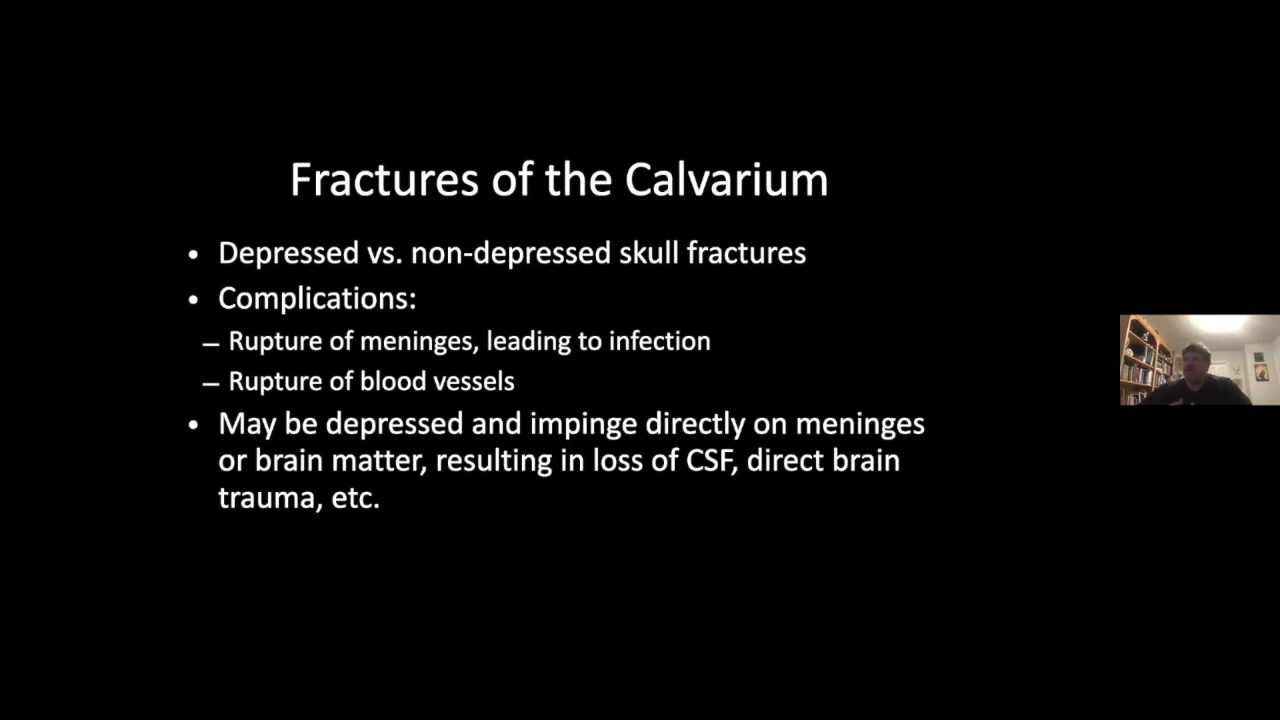 Fractures of the Calvarium
• Depressed vs. non-depressed skull fractures
• Complications:
– Rupture of meninges, leading to infection
– Rupture of blood vessels
• May be depressed and impinge directly on meninges
or brain matter, resulting in loss of CSF, direct brain
trauma, etc.